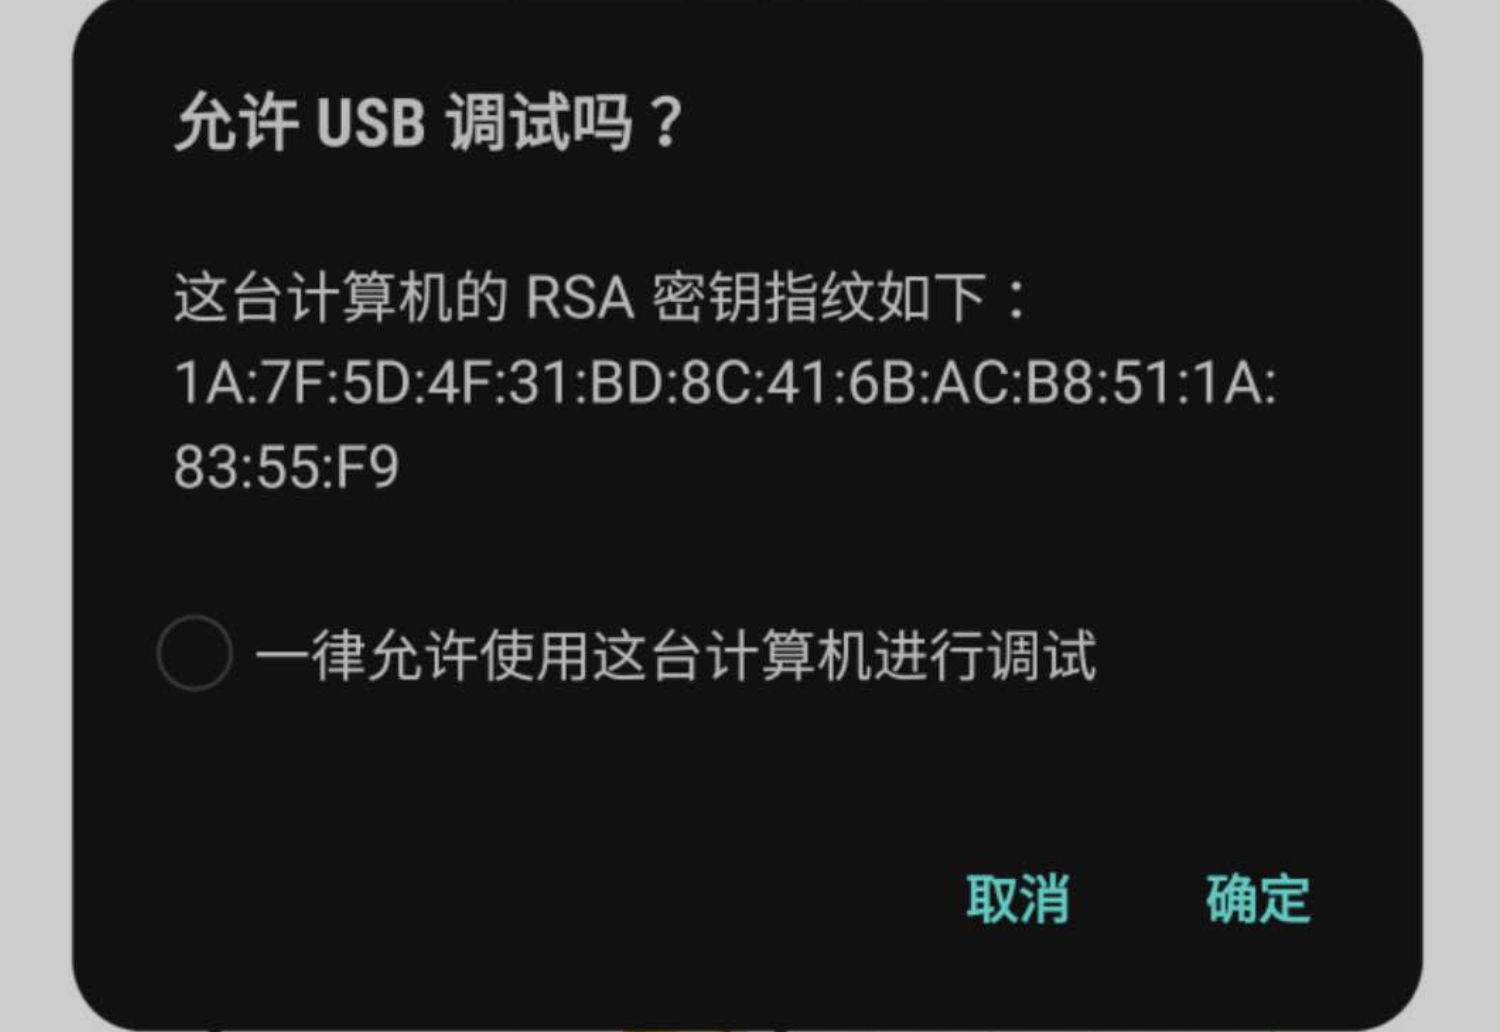 允许 USB 调试吗？
这台计算机的 RSA 密钥指纹如下：
1A:7F:5D:4F:31:BD:8C:41:6B:AC:B8:51:1A:
83:55:F9
一律允许使用这台计算机进行调试
取消 确定